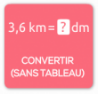 3,6 km = ? dm
CONVERTIR
(SANS TABLEAU)